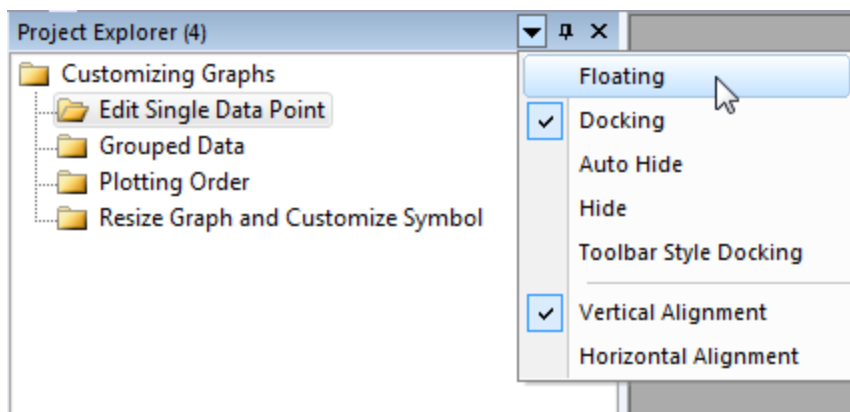 Project Explorer (4)
Customizing Graphs
Edit Single Data Point
Grouped Data
Plotting Order
Resize Graph and Customize Symbol
Floating
Docking
Auto Hide
Hide
Toolbar Style Docking
Vertical Alignment
Horizontal Alignment